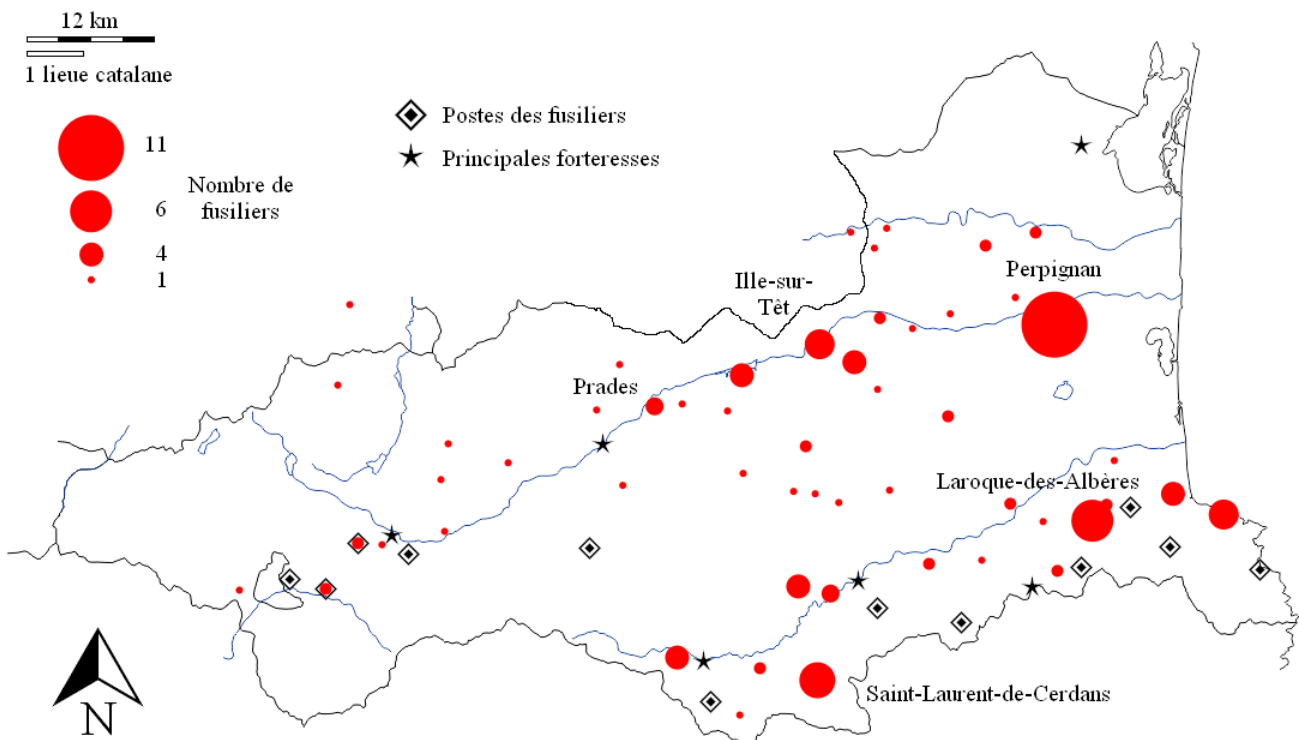 12 km
1 lieue catalane
11
6
4
1
Nombre de
fusiliers
Postes des fusiliers
Principales forteresses
Perpignan
Ille-sur-
Têt
Prades
Laroque-des-Albères
Saint-Laurent-de-Cerdans
N